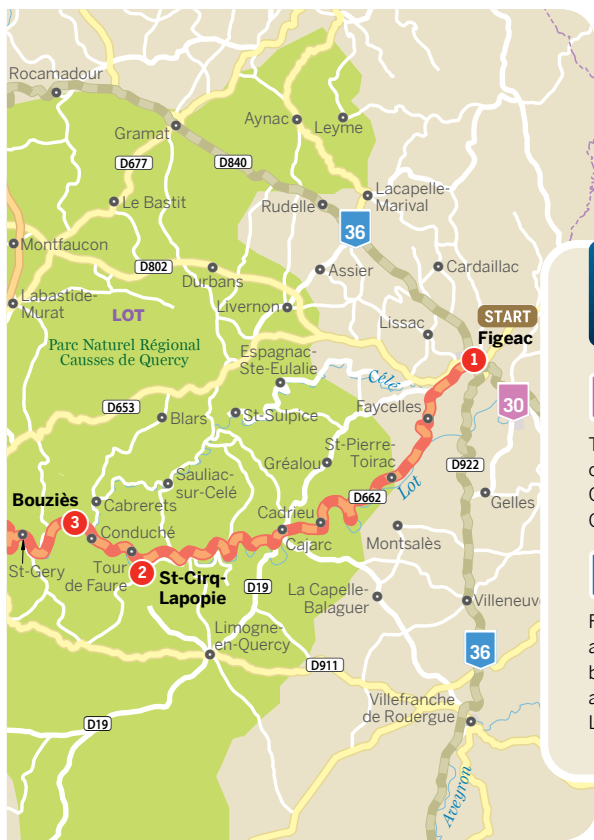 Rocamadour
Aynac
Leyme
Gramat
D677
D840
Le Bastit
Lacapelle-
Marival
Rudelle
36
Montfaucon
D802
Durbans
Assier
Cardaillac
Labastide-
Murat
LOT
Livernon
Lissac
START
Figeac
1
Parc Naturel Régional
Causses de Quercy
Espagnac-
Ste-Eulalie
Célé
30
D653
Blars
St-Sulpice
Faycelles
St-Pierre-
Toirac
Gréalou
D922
Sauliac-
sur-Celé
Bouziès
3
Cabrerets
D662
Lot
Gelles
Cadrieu
Conduché
Cajarc
Montsalès
St-Gery
Tour
de Faure
2
St-Cirq-
Lapopie
D19
La Capelle-
Balaguer
Villeneuv
Limogne-
en-Quercy
D911
36
Villefranche
de Rouergue
D19
Aveyron
T
F
a
b
a
L